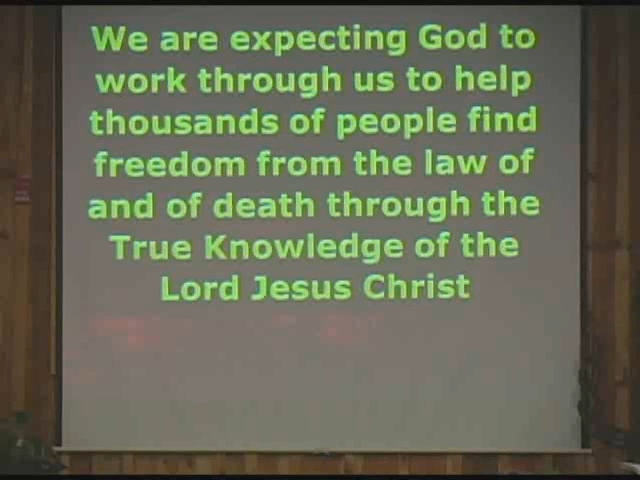 We are expecting God to
work through us to help
thousands of people find
freedom from the law of
and of death through the
True Knowledge of the
Lord Jesus Christ